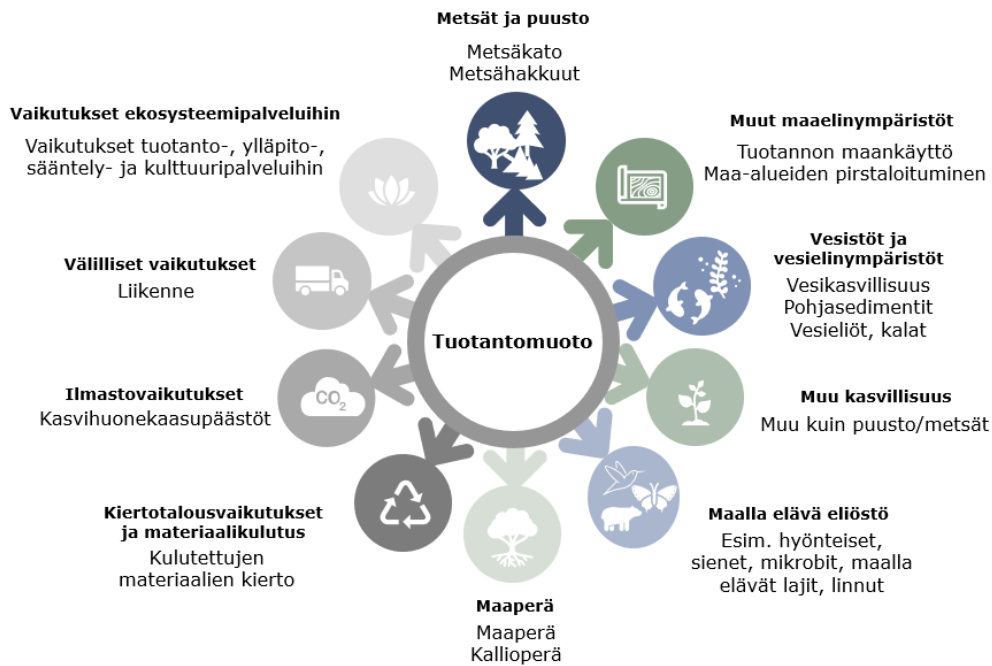 Metsät ja puusto
Metsäkato
Metsähakkuut
Muut maaelinympäristöt
Tuotannon maankäyttö
Maa-alueiden pirstaloituminen
Vesistöt ja
vesielinympäristöt
Vesikasvillisuus
Pohjasedimentit
Vesieliöt, kalat
Muu kasvillisuus
Muu kuin puusto/metsät
Maalla elävä eliöstö
Esim. hyönteiset,
sienet, mikrobit, maalla
elävät lajit, linnut
Maaperä
Maaperä
Kallioperä
Kiertotalousvaikutukset
ja materiaalikulutus
Kulutettujen
materiaalien kierto
Ilmastovaikutukset
Kasvihuonekaasupäästöt
CO2
Välilliset vaikutukset
Liikenne
Vaikutukset ekosysteemipalveluihin
Vaikutukset tuotanto-, ylläpito-,
sääntely- ja kulttuuripalveluihin
Tuotantomuoto